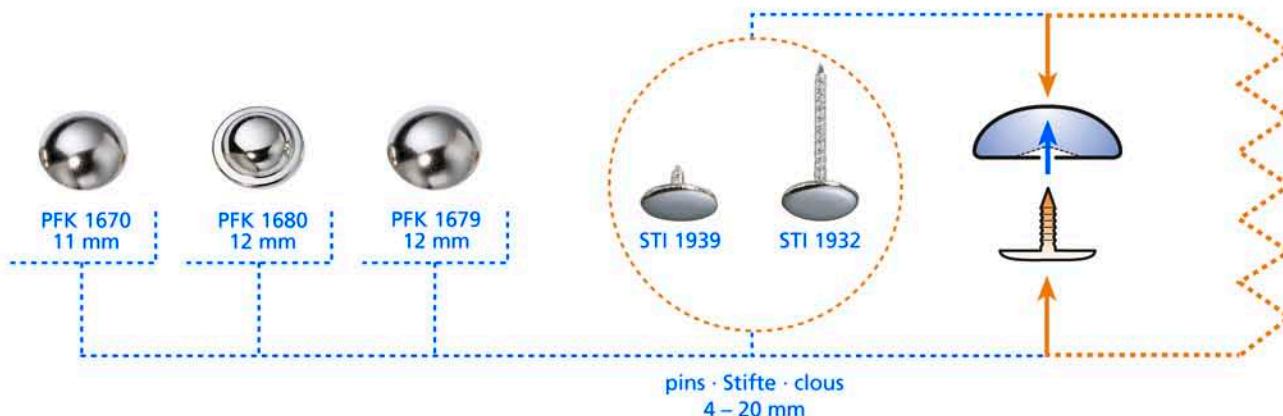 PFK 1670
11 mm
PFK 1680
12 mm
PFK 1679
12 mm
STI 1939
STI 1932
pins · Stifte · clous
4 – 20 mm